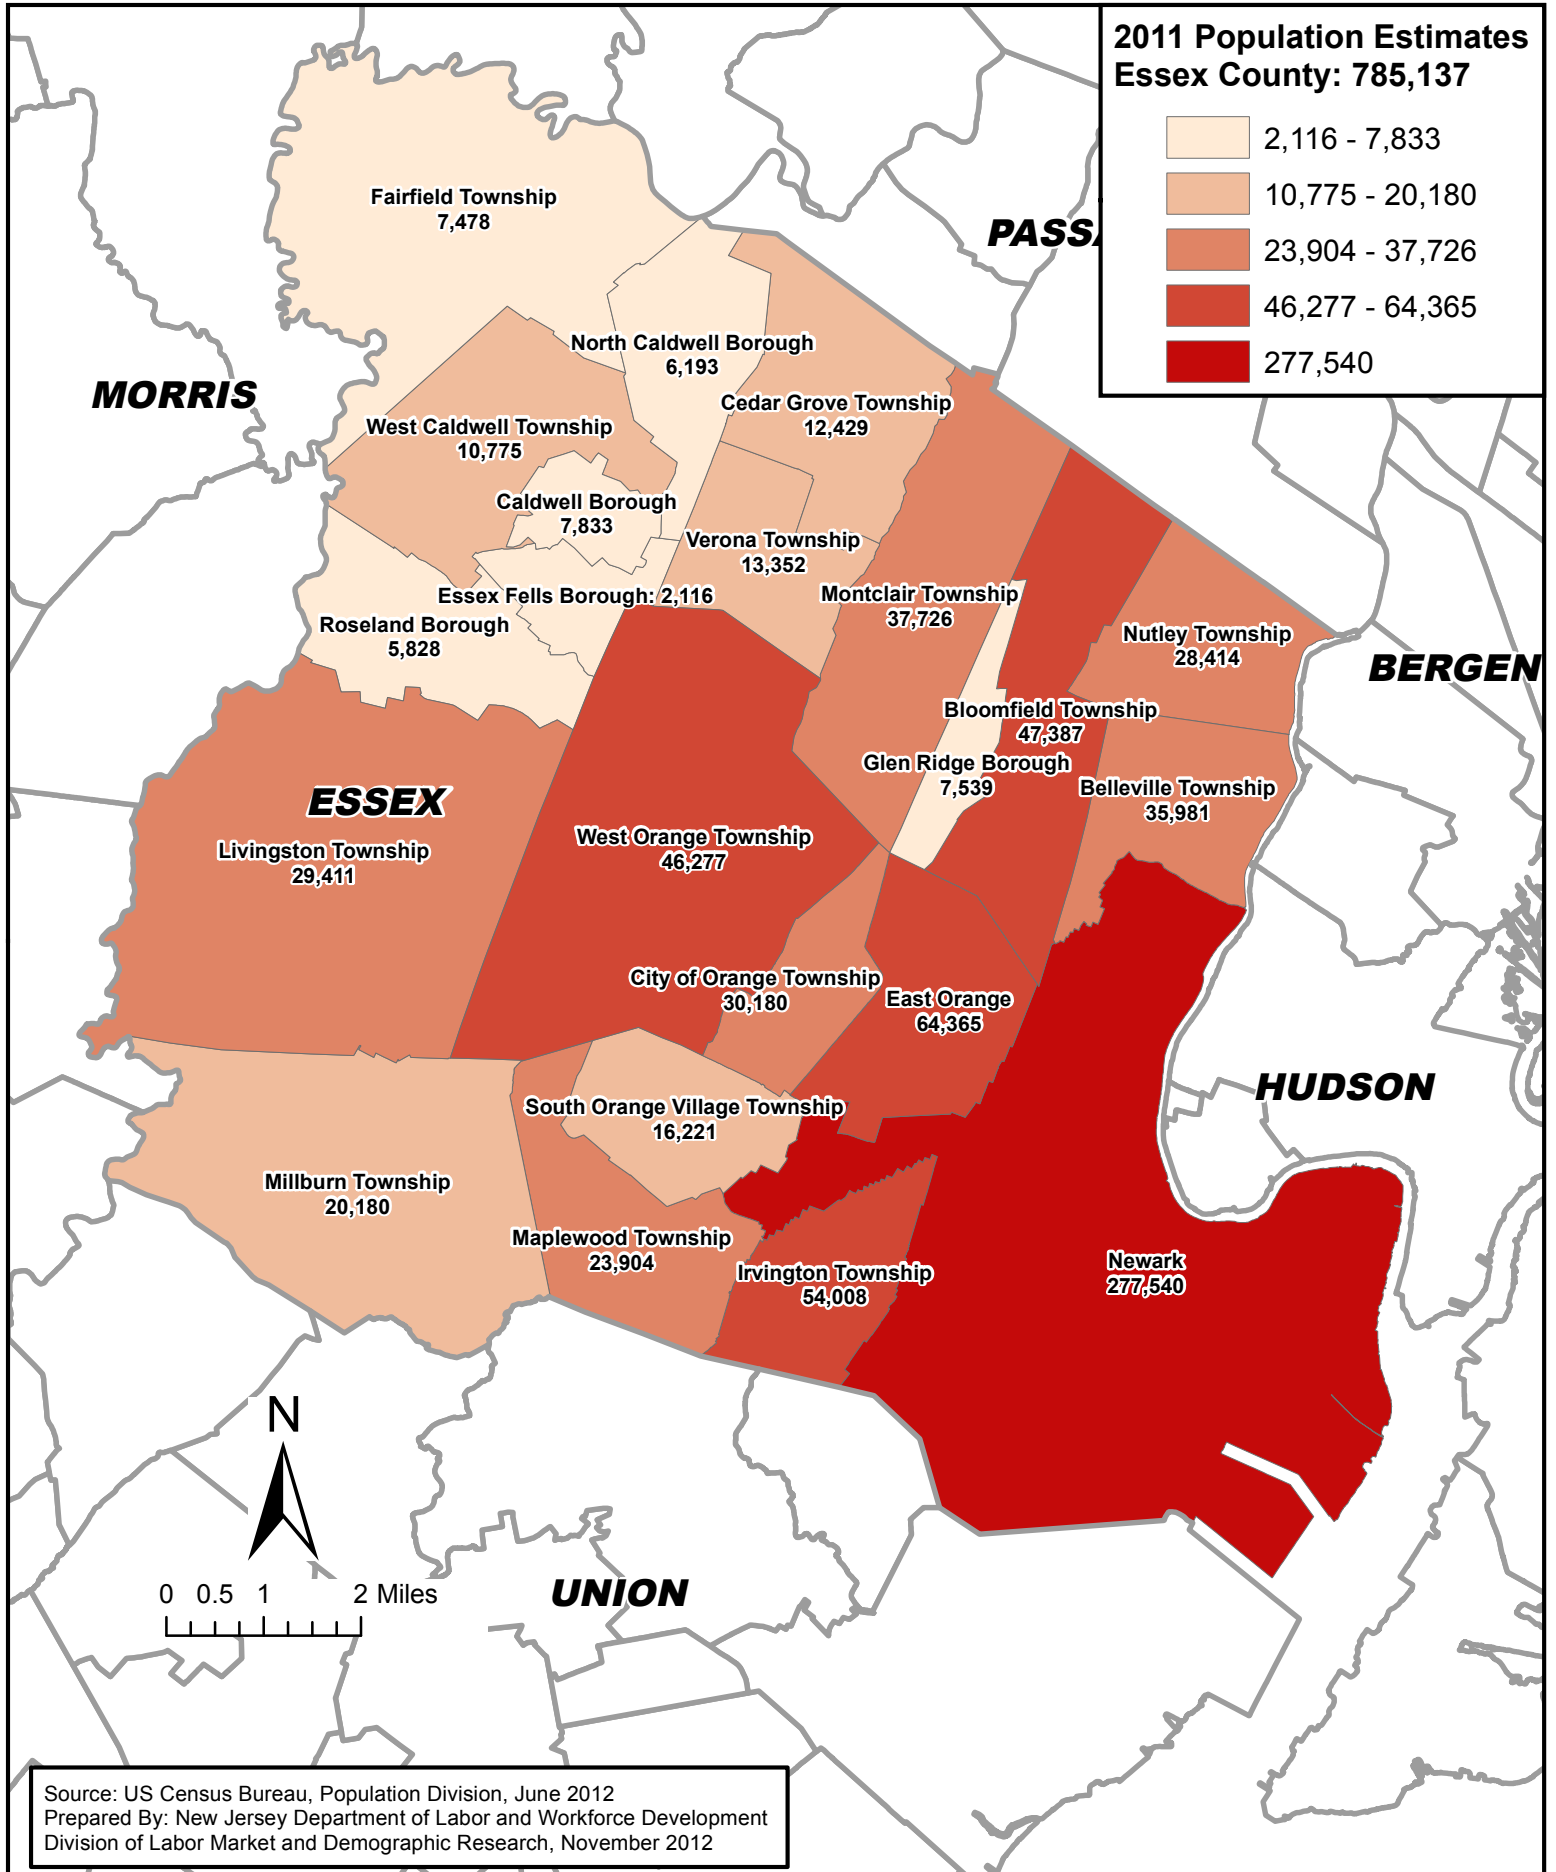 2011 Population Estimates
Essex County: 785,137
2,116 - 7,833
10,775 - 20,180
23,904 - 37,726
46,277 - 64,365
277,540
Fairfield Township
7,478
PASSA
North Caldwell Borough
6,193
MORRIS
Cedar Grove Township
12,429
West Caldwell Township
10,775
Caldwell Borough
7,833
Verona Township
13,352
Essex Fells Borough: 2,116
Montclair Township
37,726
Roseland Borough
5,828
Nutley Township
28,414
BERGEN
Bloomfield Township
47,387
Glen Ridge Borough
7,539
Belleville Township
35,981
ESSEX
Livingston Township
29,411
West Orange Township
46,277
City of Orange Township
30,180
East Orange
64,365
HUDSON
South Orange Village Township
16,221
Millburn Township
20,180
Maplewood Township
23,904
Irvington Township
54,008
Newark
277,540
N
0 0.5 1 2 Miles
UNION
Source: US Census Bureau, Population Division, June 2012
Prepared By: New Jersey Department of Labor and Workforce Development
Division of Labor Market and Demographic Research, November 2012